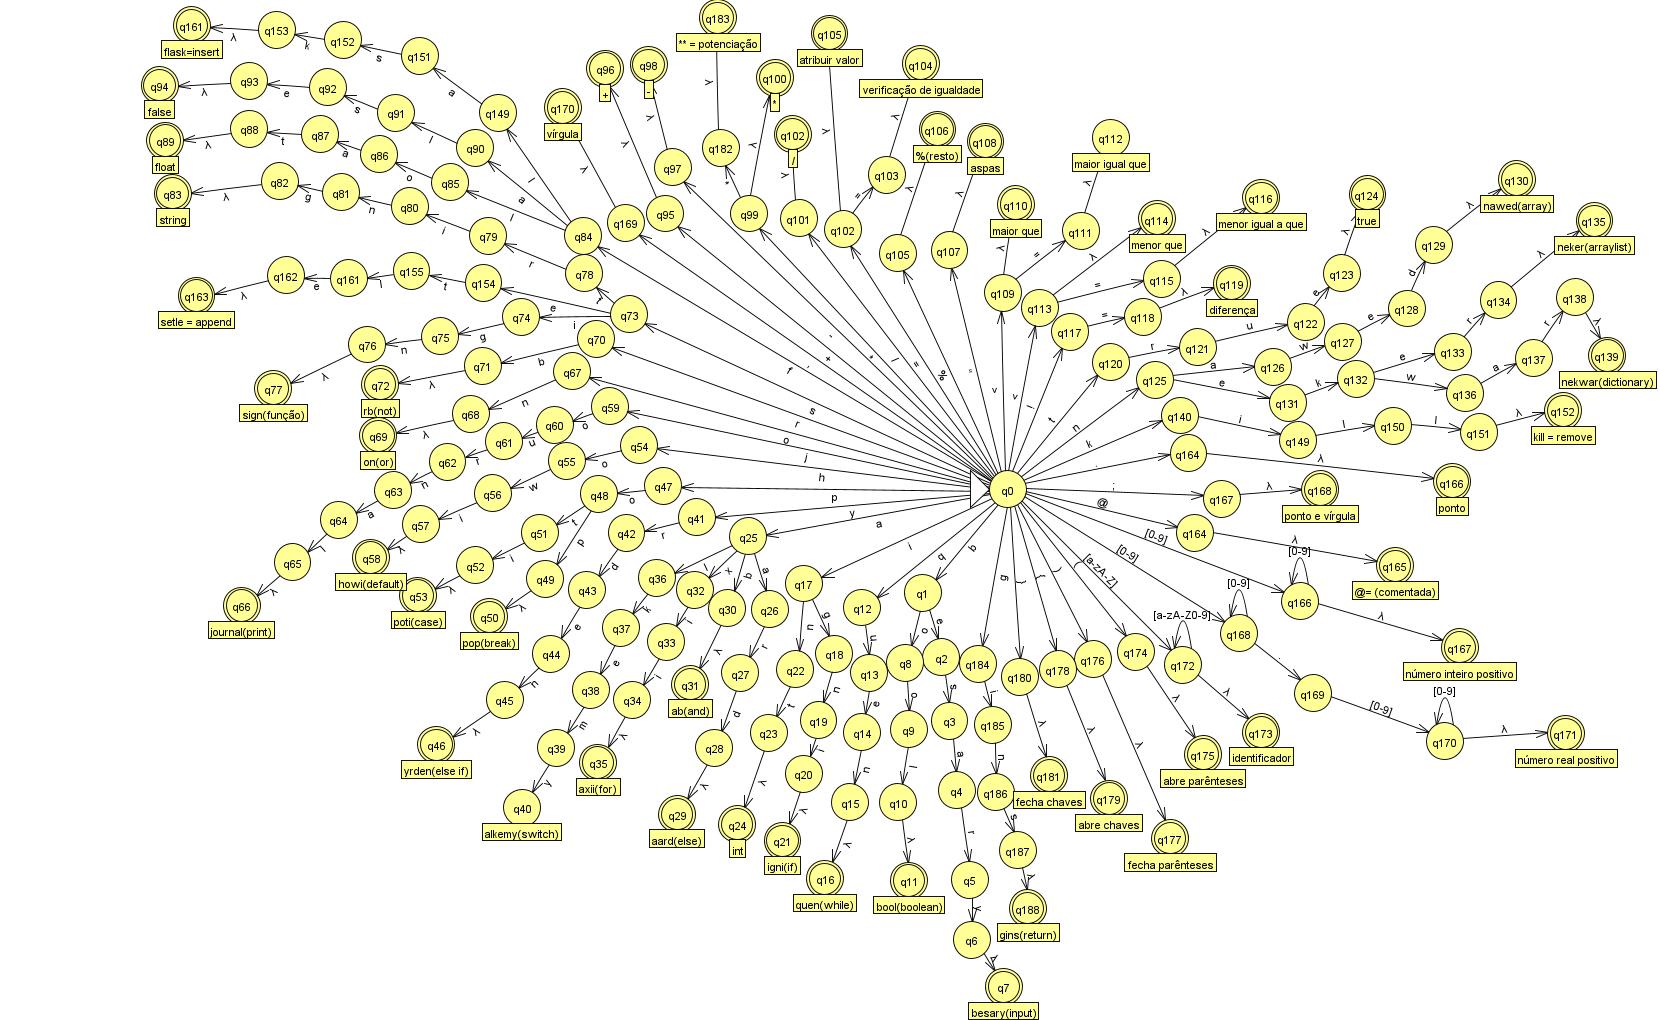 q161 λ q153 k q152 s q151 a q149
flask=insert
q94 λ q93 e q92 s q91 l q90
false
q89 λ q88 t q87 a q86 o q85 l a l
float
q83 λ q82 g q81 n q80 i q79 r q78 t q84
string
q163 λ q162 e q161 l q155 t q154
setle = append
q77 λ q76 n q75 g q74 e i q73
sign(função)
q72 λ q71 b q70
rb(not)
q69 λ q68 n q67
on(or)
q66 λ q65 l q64 a q63 n q62 r q61 u q60 o q59
journal(print)
q58 λ q57 i q56 w q55 o q54
howi(default)
q53 λ q52 i q51 t q48 o q47
poti(case)
q50 λ q49 p
pop(break)
q46 λ q45 n q44 e q43 d q42 r q41
yrden(else if)
q40 y q39 m q38 e q37 k q36 l
alkemy(switch)
q35 λ q34 i q33 i q32 x
axii(for)
q31 λ q30 b q25
ab(and)
q29 λ q28 d q27 r q26 a
aard(else)
q24 λ q23 t q22 n q17
int
q21 λ q20 i q19 n q18 g
igni(if)
q16 λ q15 n q14 e q13 u q12
quen(while)
q11 λ q10 l q9 o q8 o q1
bool(boolean)
q7 λ q6 y q5 r q4 a q3 s q2 e
besary(input)
q188 λ q187 s q186 n q185 i q184
gins(return)
q181 λ q180
fecha chaves
q179 λ q178
abre chaves
q177 λ q176
fecha parênteses
q175 λ q174
abre parênteses
q173 λ q172
[a-zA-Z0-9]
identificador
q168 [0-9] . q169 [0-9] q170 [0-9] λ q171
número real positivo
q166 [0-9] λ q167
número inteiro positivo
q164 λ q165
@= (comentada)
q167 λ q168
ponto e vírgula
q164 λ q166
ponto
q140 i q149 l q150 l q151 λ q152
kill = remove
q125 e q131 k q132 w q136 a q137 r q138 λ q139
nekwar(dictionary)
e q133 r q134 λ q135
neker(arraylist)
a q126 w q127 e q128 d q129 λ q130
nawed(array)
q120 r q121 u q122 e q123 λ q124
true
q117 = q118 λ q119
diferença
q113 = q115 λ q116
menor igual a que
λ q114
menor que
q109 = q111 λ q112
maior igual que
λ q110
maior que
q107 λ q108
aspas
q105 λ q106
%(resto)
q102 = q103 λ q104
verificação de igualdade
λ q105
atribuir valor
q101 λ q102
/
q99 λ q100
*
* q182 λ q183
** = potenciação
q97 λ q98
-
q95 λ q96
+
q169 λ q170
vírgula
q0
- + , * / = % " v v ! t n k . ; @
f s r o j h p y a i q b g } { ) (
[0-9]
[0-9]
[a-zA-Z]